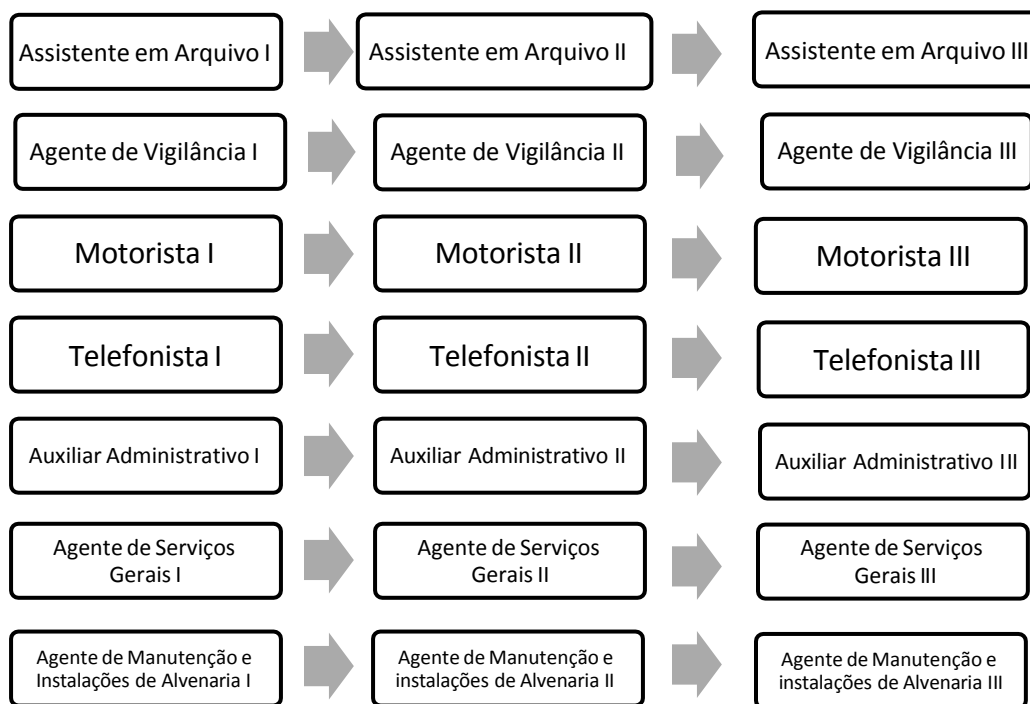 Assistente em Arquivo I
Assistente em Arquivo II
Assistente em Arquivo III
Agente de Vigilância I
Agente de Vigilância II
Agente de Vigilância III
Motorista I
Motorista II
Motorista III
Telefonista I
Telefonista II
Telefonista III
Auxiliar Administrativo I
Auxiliar Administrativo II
Auxiliar Administrativo III
Agente de Serviços
Gerais I
Agente de Serviços
Gerais II
Agente de Serviços
Gerais III
Agente de Manutenção e
Instalações de Alvenaria I
Agente de Manutenção e
instalações de Alvenaria II
Agente de Manutenção e
instalações de Alvenaria III